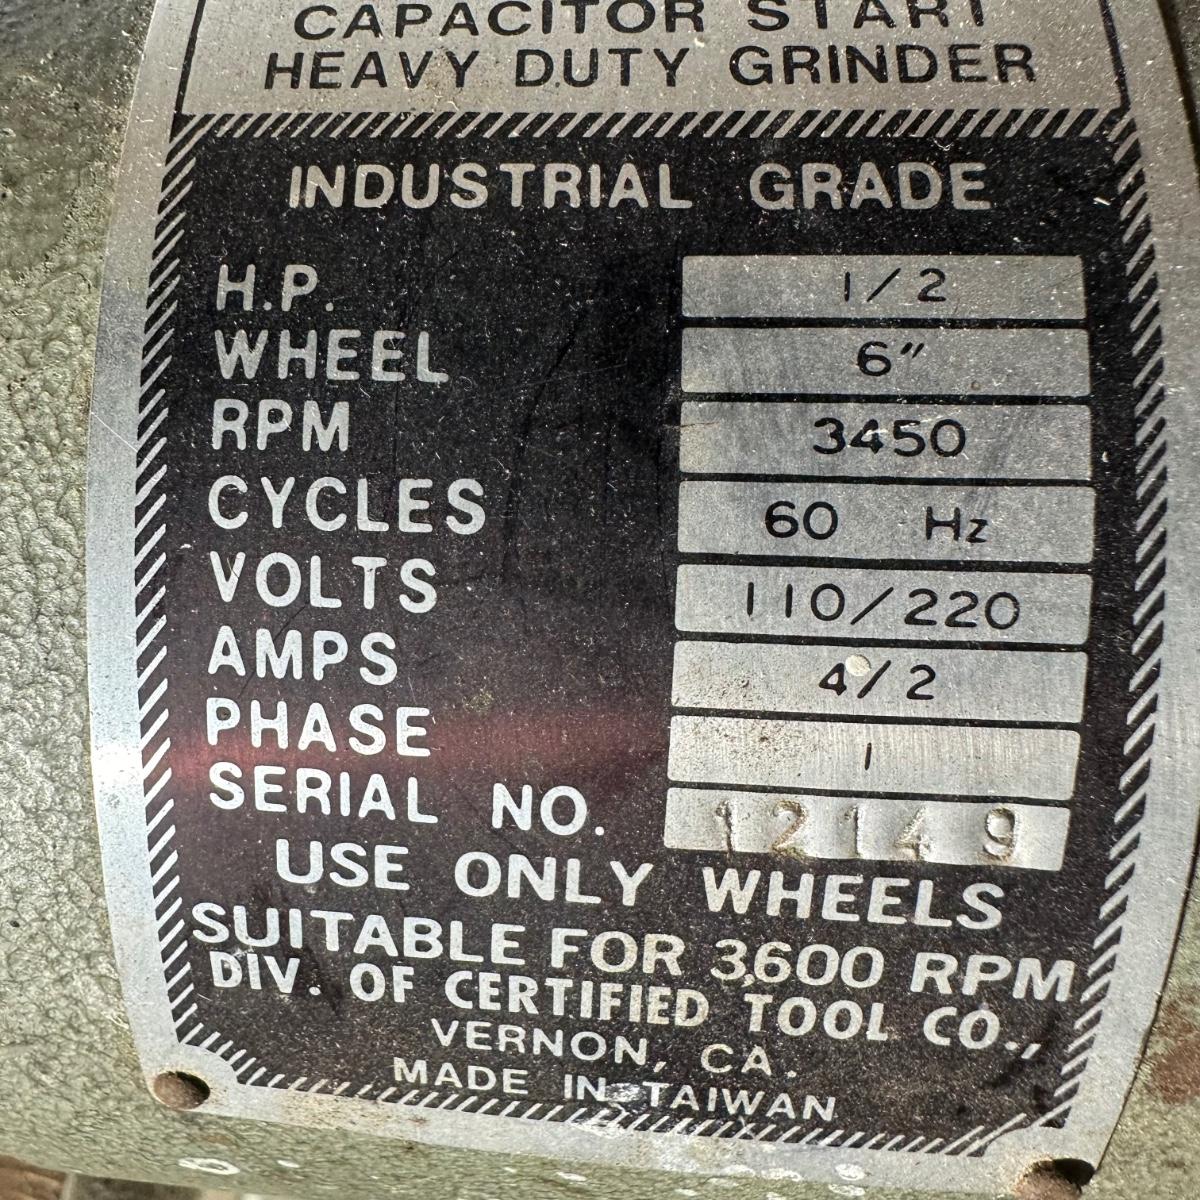 CAPACITOR START
HEAVY DUTY GRINDER
INDUSTRIAL GRADE
H.P. 1/2
WHEEL 6"
RPM 3450
CYCLES 60 Hz
VOLTS 110/220
AMPS 4/2
PHASE 1
SERIAL NO. 12149
USE ONLY WHEELS
SUITABLE FOR 3,600 RPM
DIV. OF CERTIFIED TOOL CO.,
VERNON, CA.
MADE IN TAIWAN